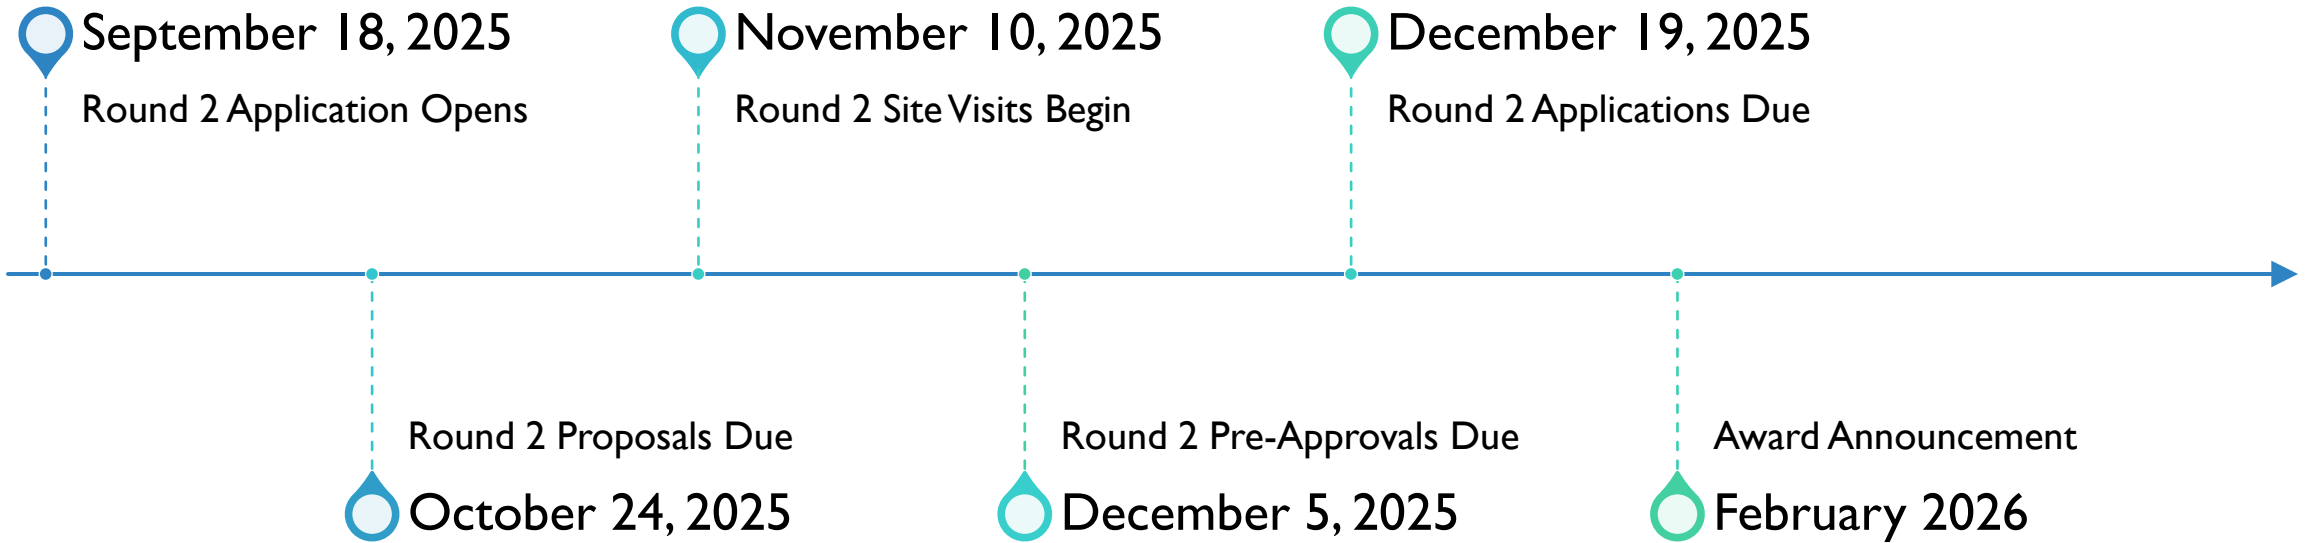 September 18, 2025
Round 2 Application Opens
Round 2 Proposals Due
October 24, 2025
November 10, 2025
Round 2 Site Visits Begin
Round 2 Pre-Approvals Due
December 5, 2025
December 19, 2025
Round 2 Applications Due
Award Announcement
February 2026